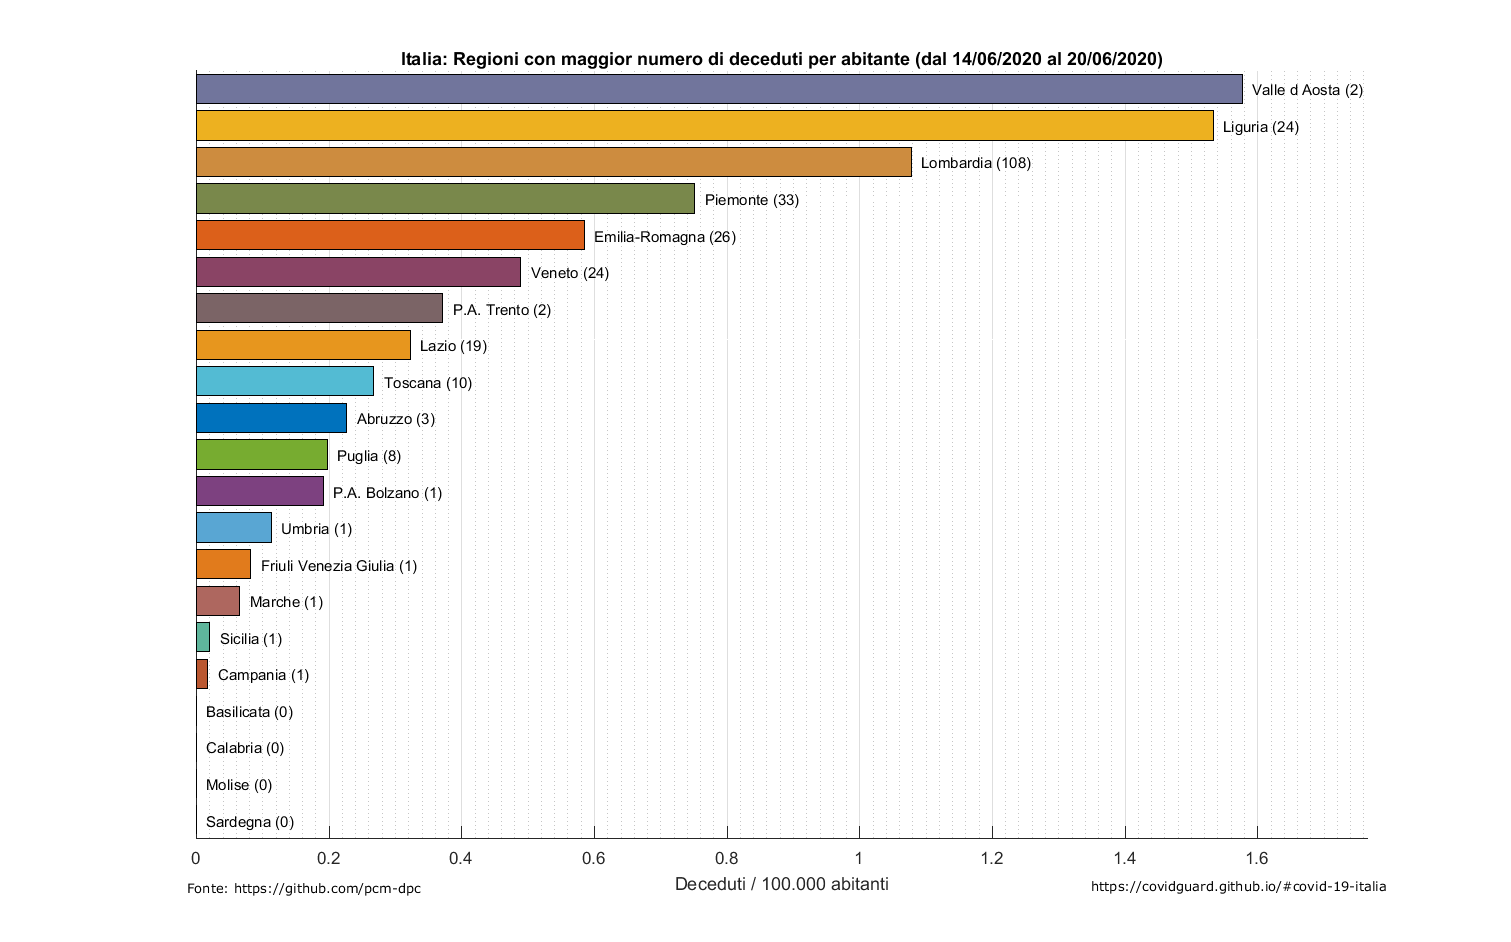 Italia: Regioni con maggior numero di deceduti per abitante (dal 14/06/2020 al 20/06/2020)
Valle d Aosta (2)
Liguria (24)
Lombardia (108)
Piemonte (33)
Emilia-Romagna (26)
Veneto (24)
P.A. Trento (2)
Lazio (19)
Toscana (10)
Abruzzo (3)
Puglia (8)
P.A. Bolzano (1)
Umbria (1)
Friuli Venezia Giulia (1)
Marche (1)
Sicilia (1)
Campania (1)
Basilicata (0)
Calabria (0)
Molise (0)
Sardegna (0)
0 0.2 0.4 0.6 0.8 1 1.2 1.4 1.6
Deceduti / 100.000 abitanti
Fonte: https://github.com/pcm-dpc
https://covidguard.github.io/#covid-19-italia